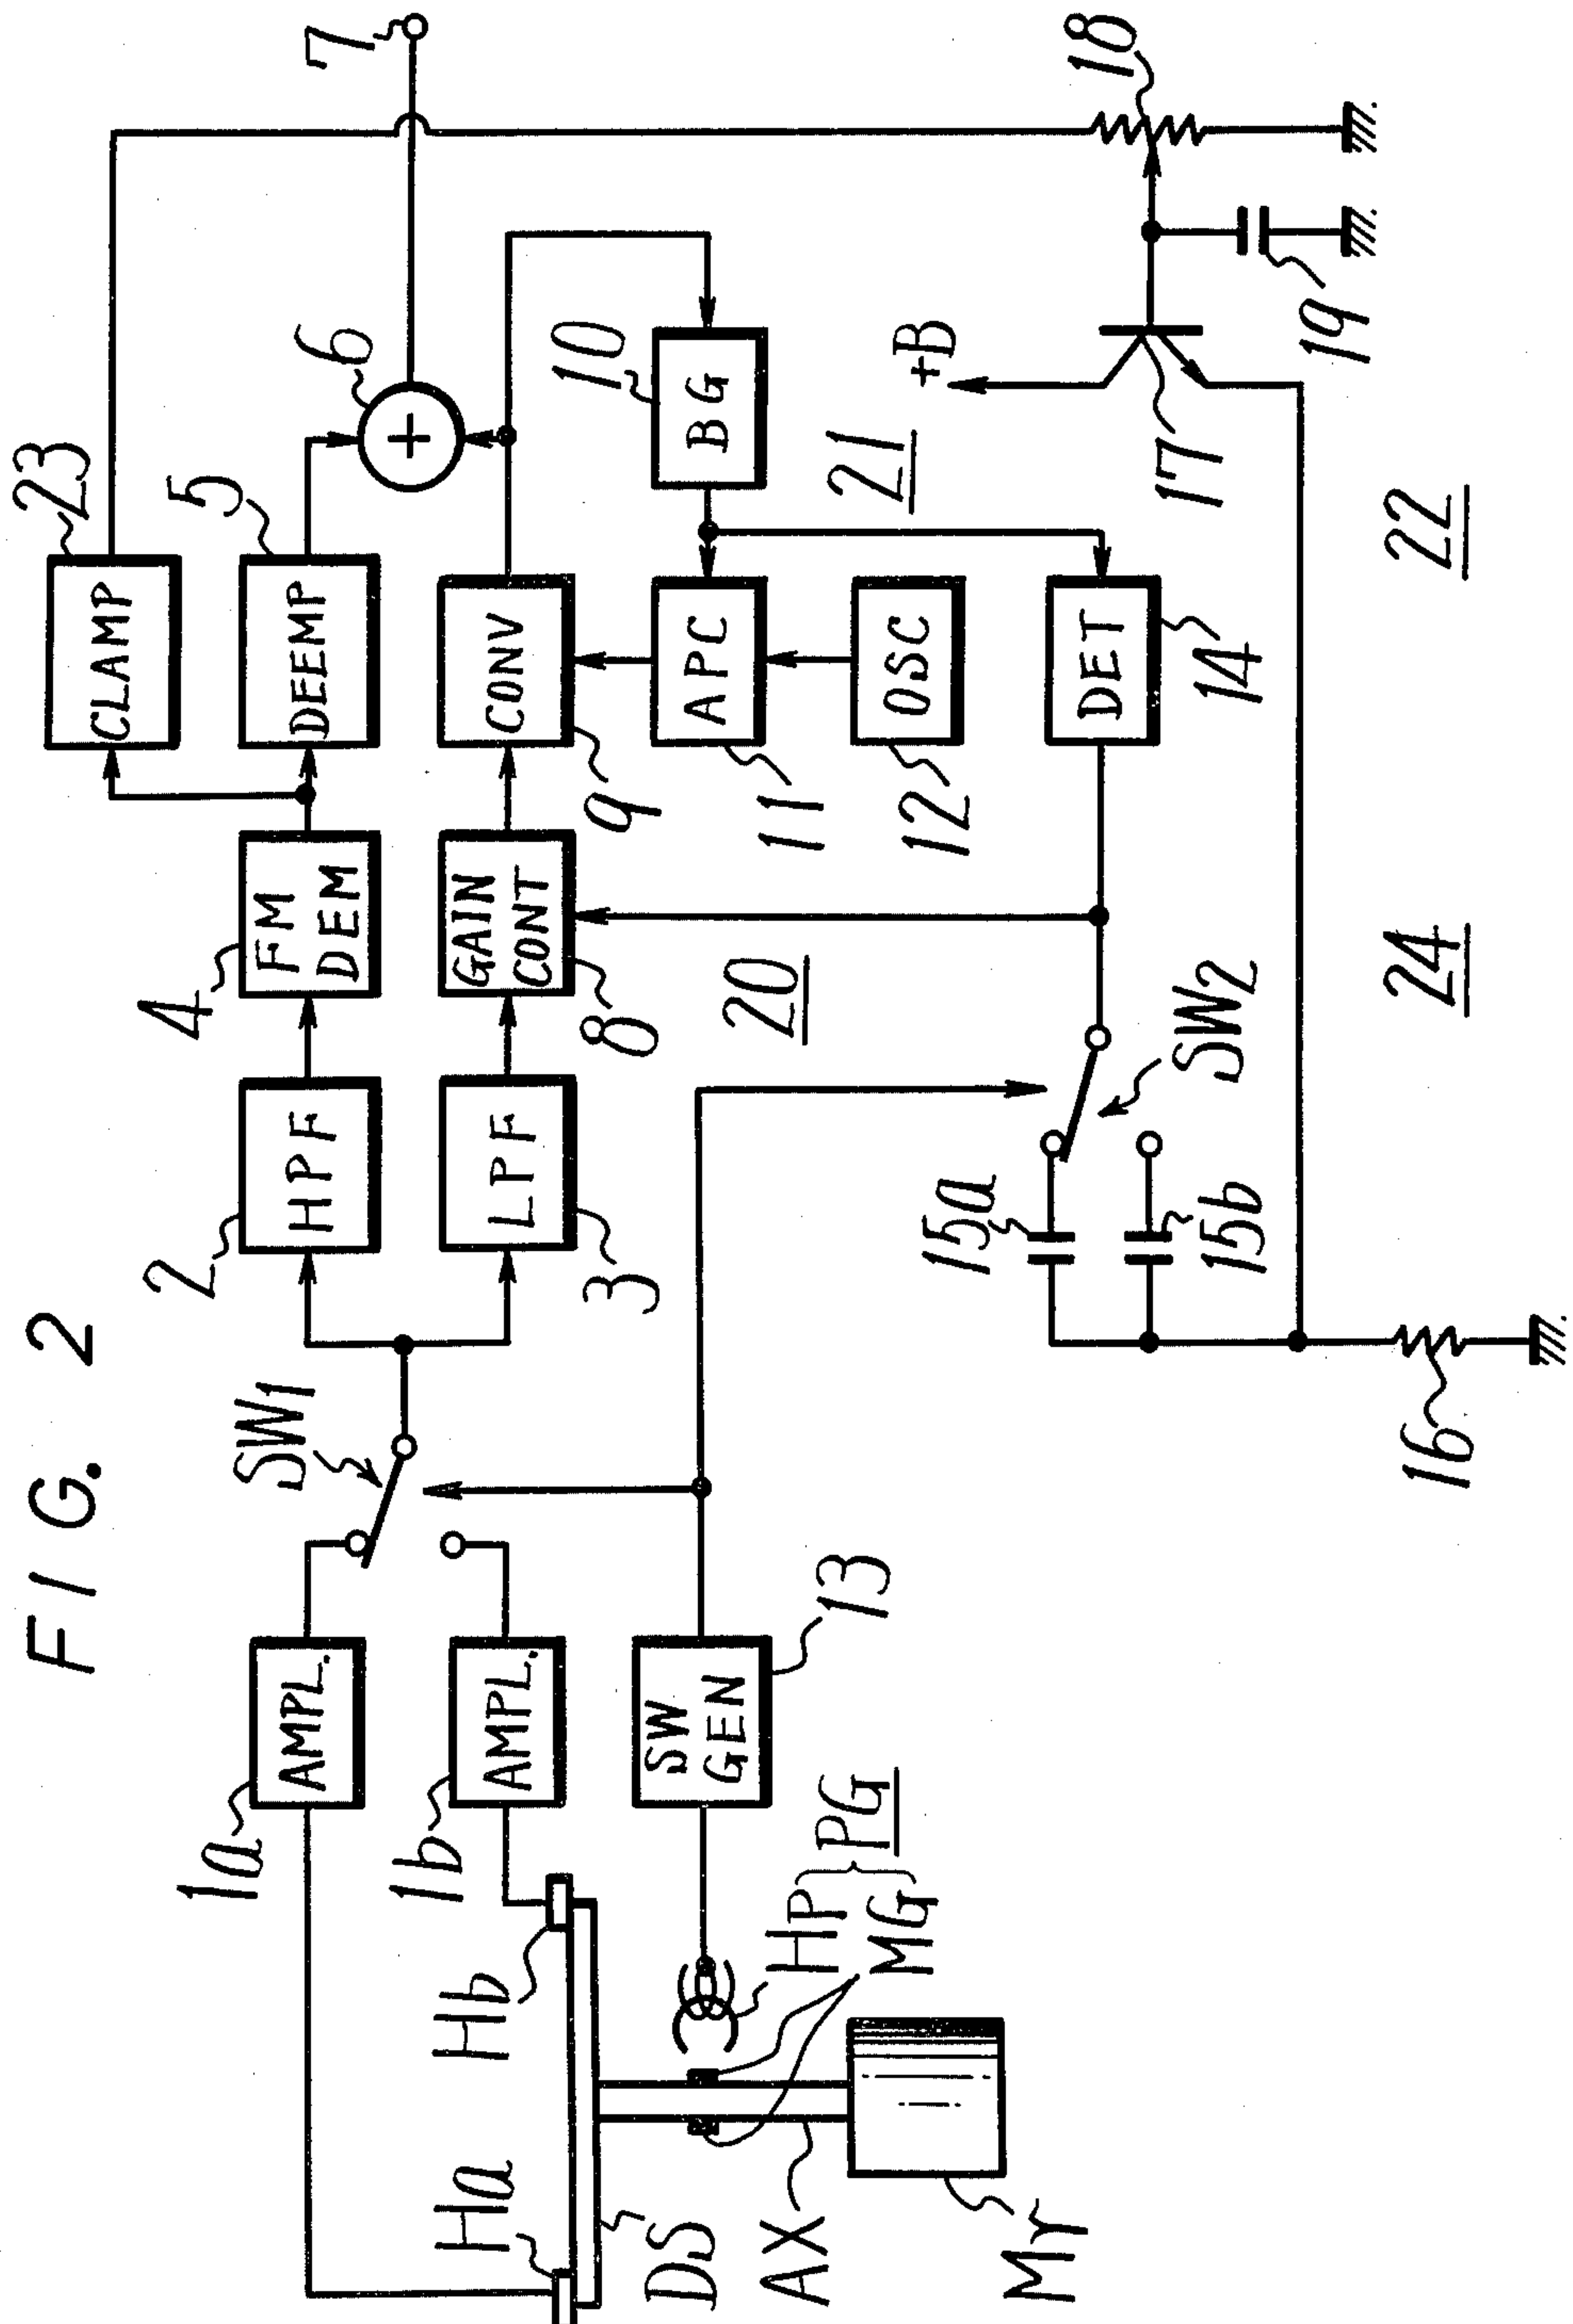 FIG. 2
23
CLAMP
7
5
DEEMP
6
+
4
FM
DEM
2
HPF
SW1
1a
AMPL.
Ha
Hb
1b
AMPL.
3
LPF
8
GAIN
CONT
9
CONV
10
BG
20
21
11
APC
12
OSC
13
SW
GEN
DS
HP
MG
PG
AX
Mr
SW2
15a
15b
14
DET
+B
17
18
19
16
24
22